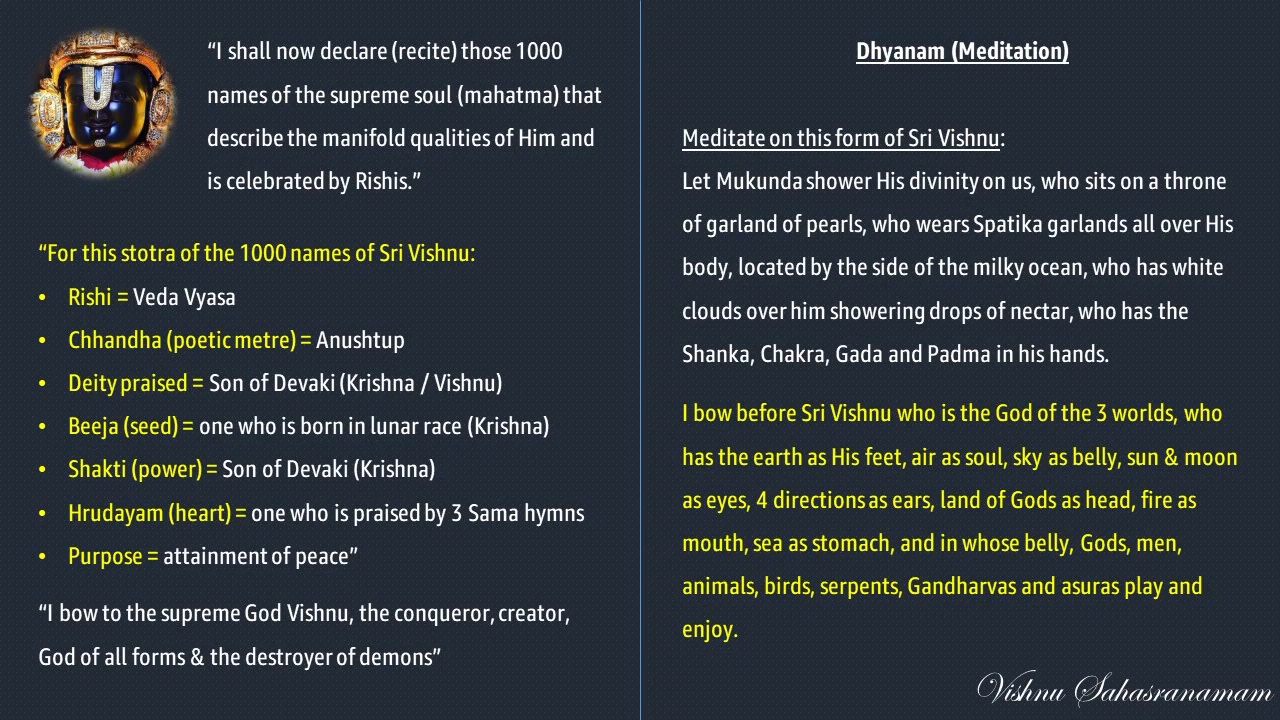 “I shall now declare (recite) those 1000
names of the supreme soul (mahatma) that
describe the manifold qualities of Him and
is celebrated by Rishis.”
“For this stotra of the 1000 names of Sri Vishnu:
• Rishi = Veda Vyasa
• Chhandha (poetic metre) = Anushtup
• Deity praised = Son of Devaki (Krishna / Vishnu)
• Beeja (seed) = one who is born in lunar race (Krishna)
• Shakti (power) = Son of Devaki (Krishna)
• Hrudayam (heart) = one who is praised by 3 Sama hymns
• Purpose = attainment of peace”
“I bow to the supreme God Vishnu, the conqueror, creator,
God of all forms & the destroyer of demons”
Dhyanam (Meditation)
Meditate on this form of Sri Vishnu:
Let Mukunda shower His divinity on us, who sits on a throne
of garland of pearls, who wears Spatika garlands all over His
body, located by the side of the milky ocean, who has white
clouds over him showering drops of nectar, who has the
Shanka, Chakra, Gada and Padma in his hands.
I bow before Sri Vishnu who is the God of the 3 worlds, who
has the earth as His feet, air as soul, sky as belly, sun & moon
as eyes, 4 directions as ears, land of Gods as head, fire as
mouth, sea as stomach, and in whose belly, Gods, men,
animals, birds, serpents, Gandharvas and asuras play and
enjoy.
Vishnu Sahasranamam